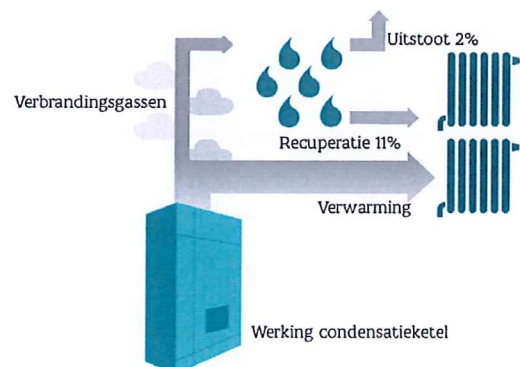 Uitstoot 2%
Verbrandingsgassen
Recuperatie 11%
Verwarming
Werking condensatieketel